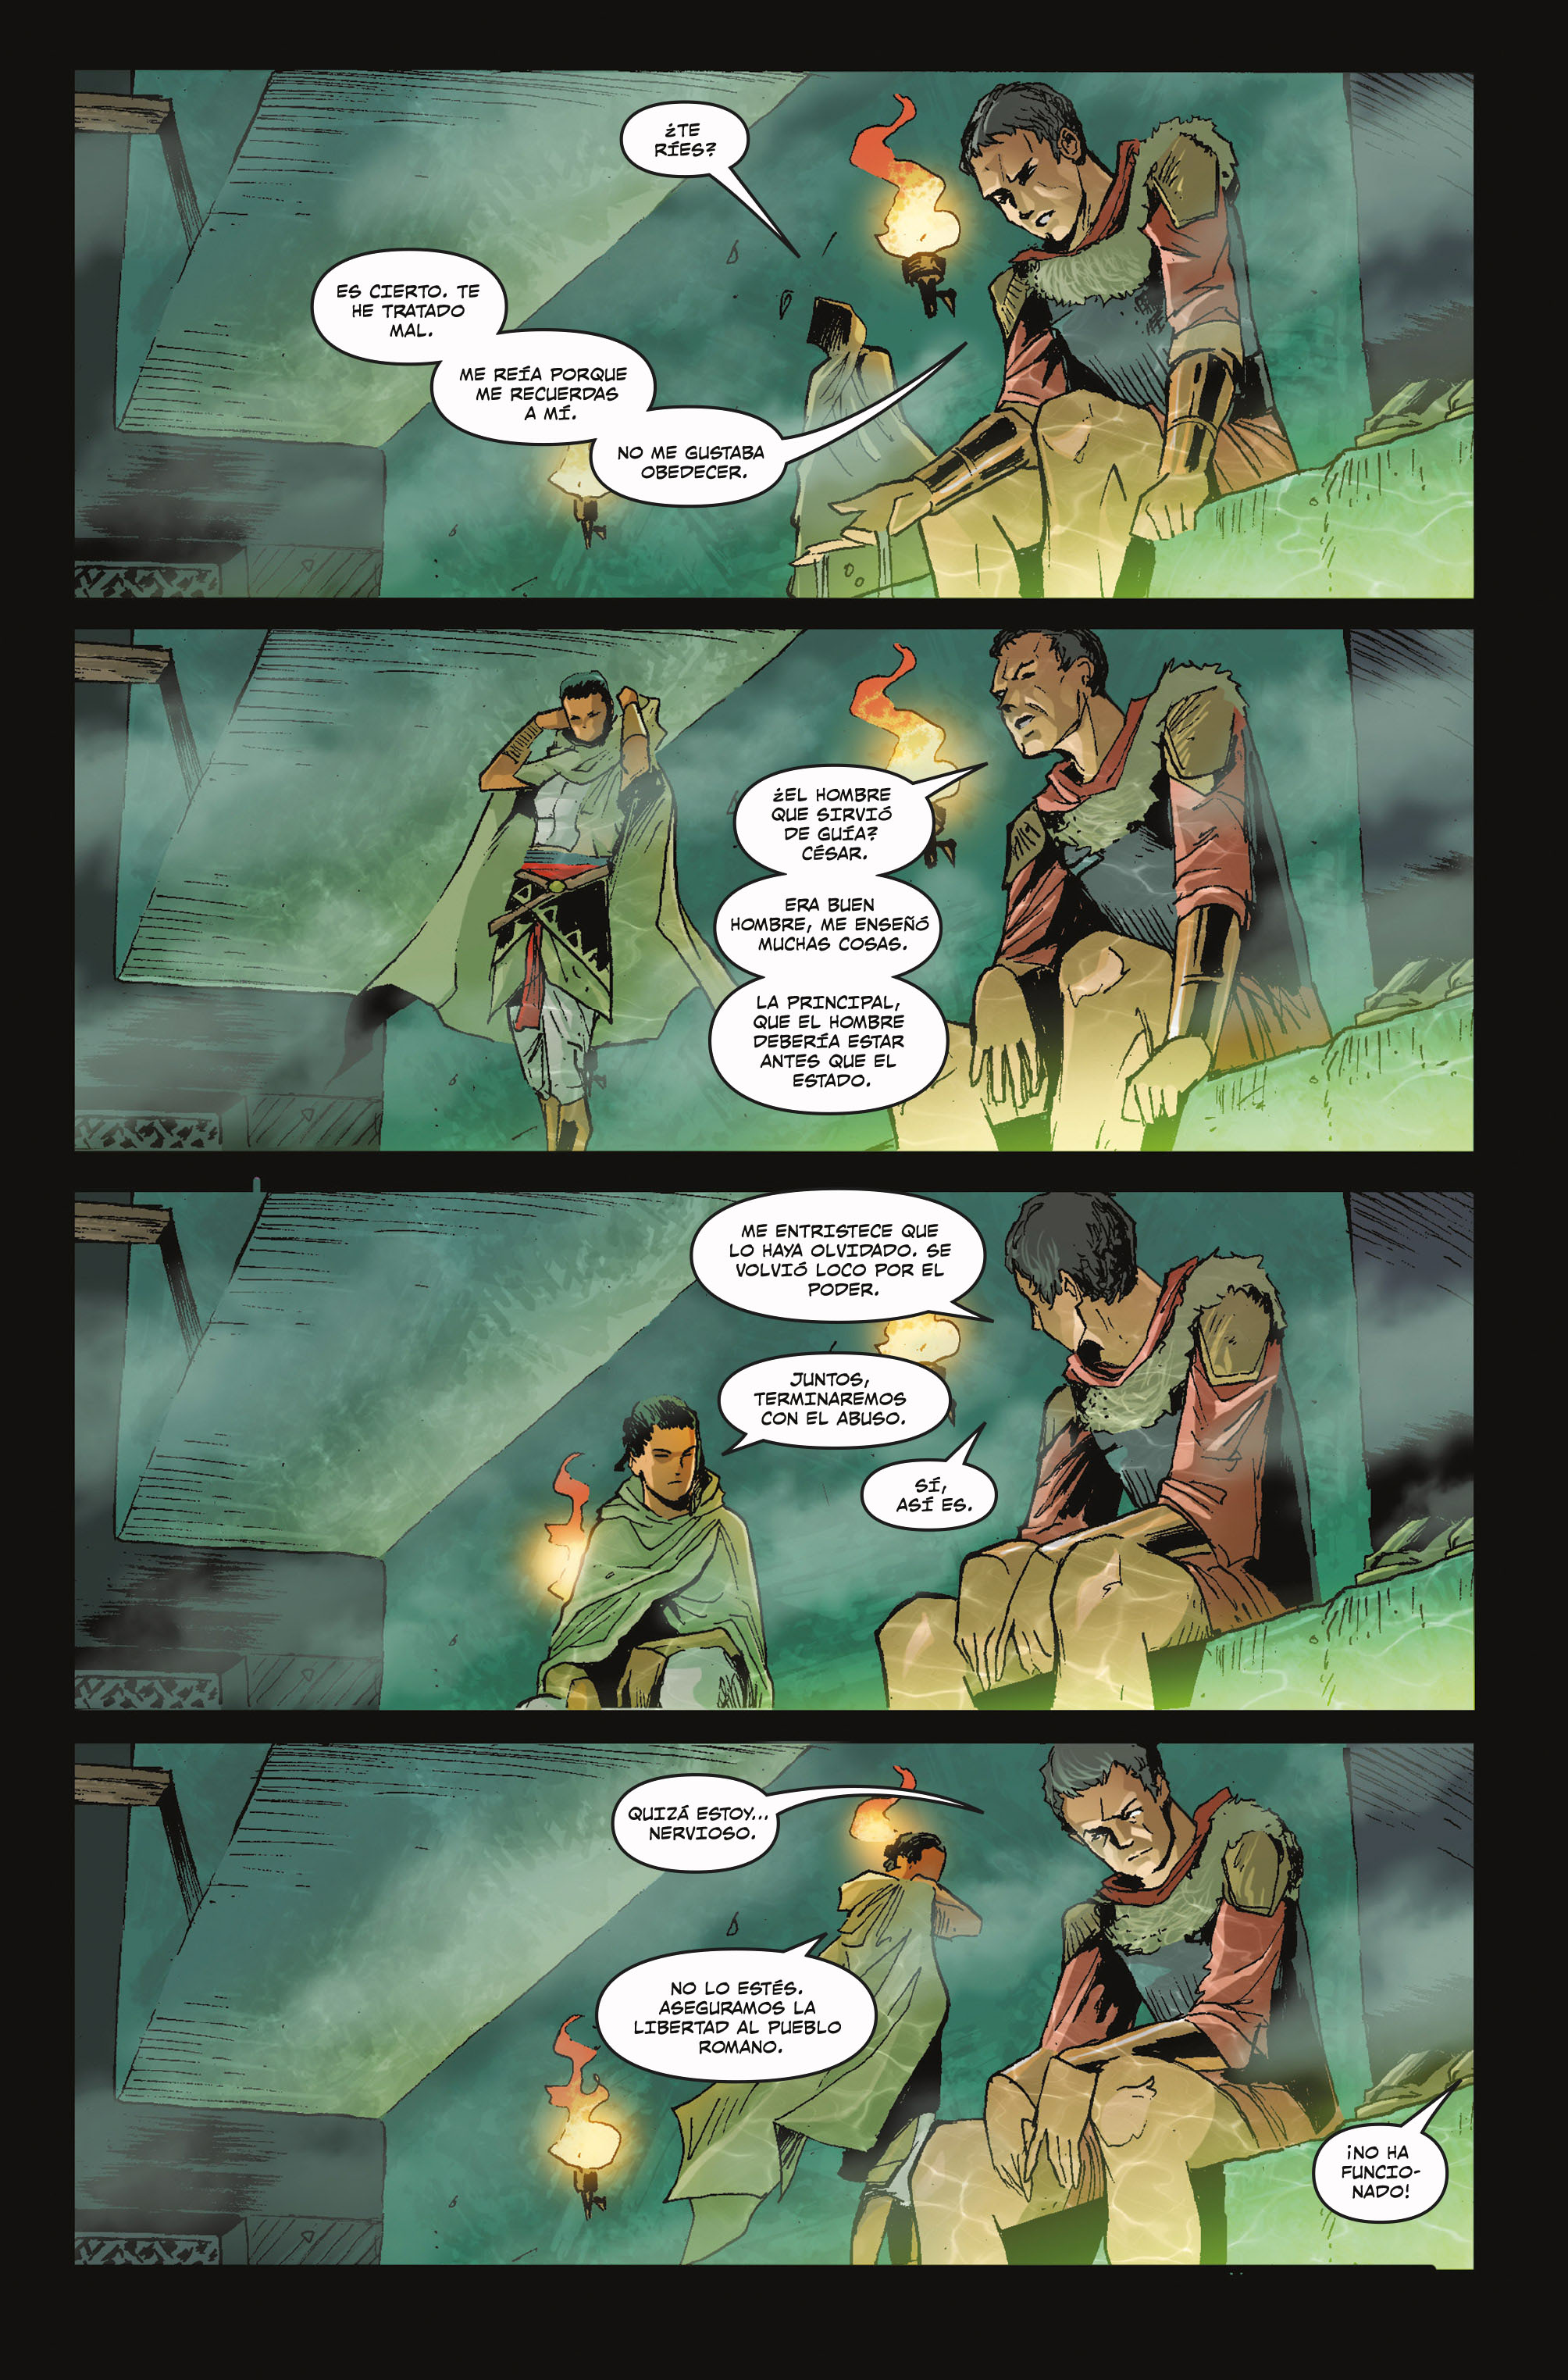 ¿TE
RÍES?
ES CIERTO. TE
HE TRATADO
MAL.
ME REÍA PORQUE
ME RECUERDAS
A MÍ.
NO ME GUSTABA
OBEDECER.
¿EL HOMBRE
QUE SIRVIÓ
DE GUÍA?
CÉSAR.
ERA BUEN
HOMBRE, ME ENSEÑÓ
MUCHAS COSAS.
LA PRINCIPAL,
QUE EL HOMBRE
DEBERÍA ESTAR
ANTES QUE EL
ESTADO.
ME ENTRISTECE QUE
LO HAYA OLVIDADO. SE
VOLVIÓ LOCO POR EL
PODER.
JUNTOS,
TERMINAREMOS
CON EL ABUSO.
SÍ,
ASÍ ES.
QUIZÁ ESTOY...
NERVIOSO.
NO LO ESTÉS.
ASEGURAMOS LA
LIBERTAD AL PUEBLO
ROMANO.
¡NO HA
FUNCIO-
NADO!